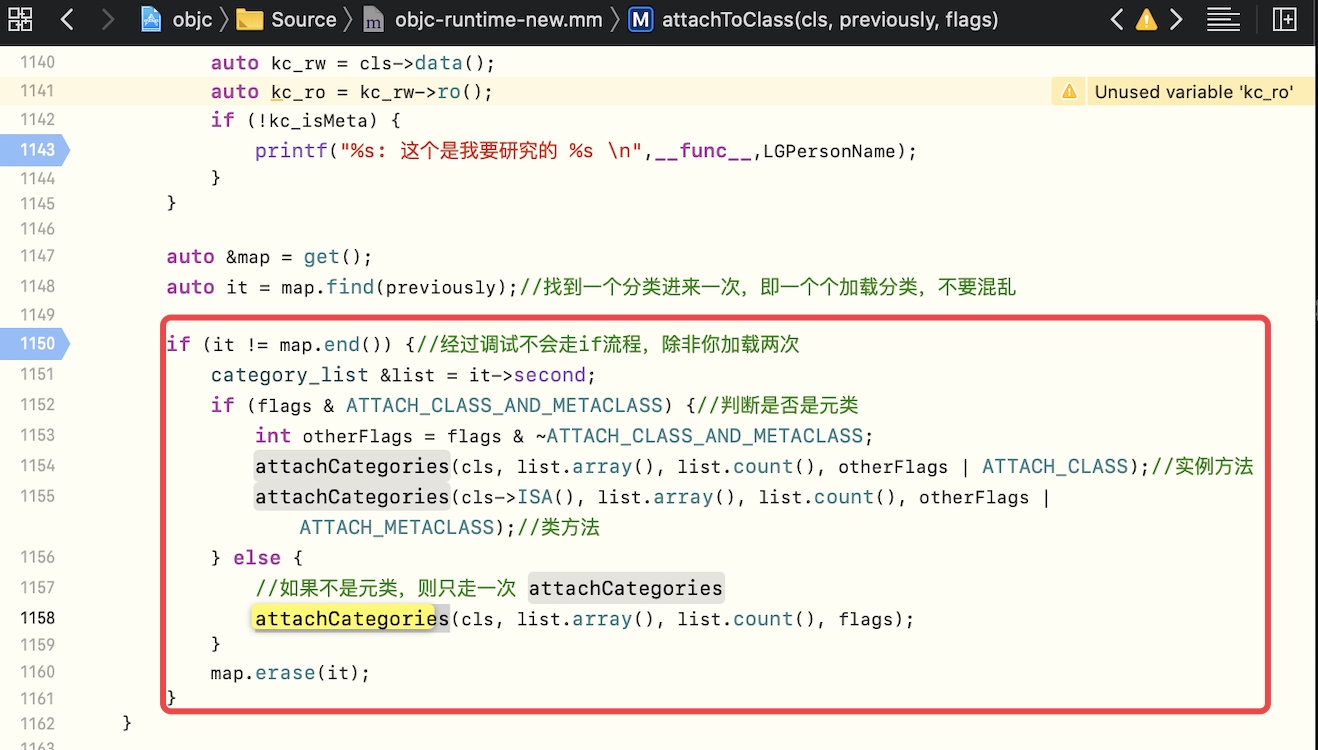 objc Source objc-runtime-new.mm M attachToClass(cls, previously, flags)
1140 auto kc_rw = cls->data();
1141 auto kc_ro = kc_rw->ro(); Unused variable 'kc_ro'
1142 if (!kc_isMeta) {
1143 printf("%s: 这个是我要研究的 %s \n",__func__,LGPersonName);
1144 }
1145 }
1146
1147 auto &map = get();
1148 auto it = map.find(previously);//找到一个分类进来一次，即一个个加载分类，不要混乱
1149
1150 if (it != map.end()) {//经过调试不会走if流程，除非你加载两次
1151 category_list &list = it->second;
1152 if (flags & ATTACH_CLASS_AND_METACLASS) {//判断是否是元类
1153 int otherFlags = flags & ~ATTACH_CLASS_AND_METACLASS;
1154 attachCategories(cls, list.array(), list.count(), otherFlags | ATTACH_CLASS);//实例方法
1155 attachCategories(cls->ISA(), list.array(), list.count(), otherFlags |
ATTACH_METACLASS);//类方法
1156 } else {
1157 //如果不是元类，则只走一次 attachCategories
1158 attachCategories(cls, list.array(), list.count(), flags);
1159 }
1160 map.erase(it);
1161 }
1162 }
1163